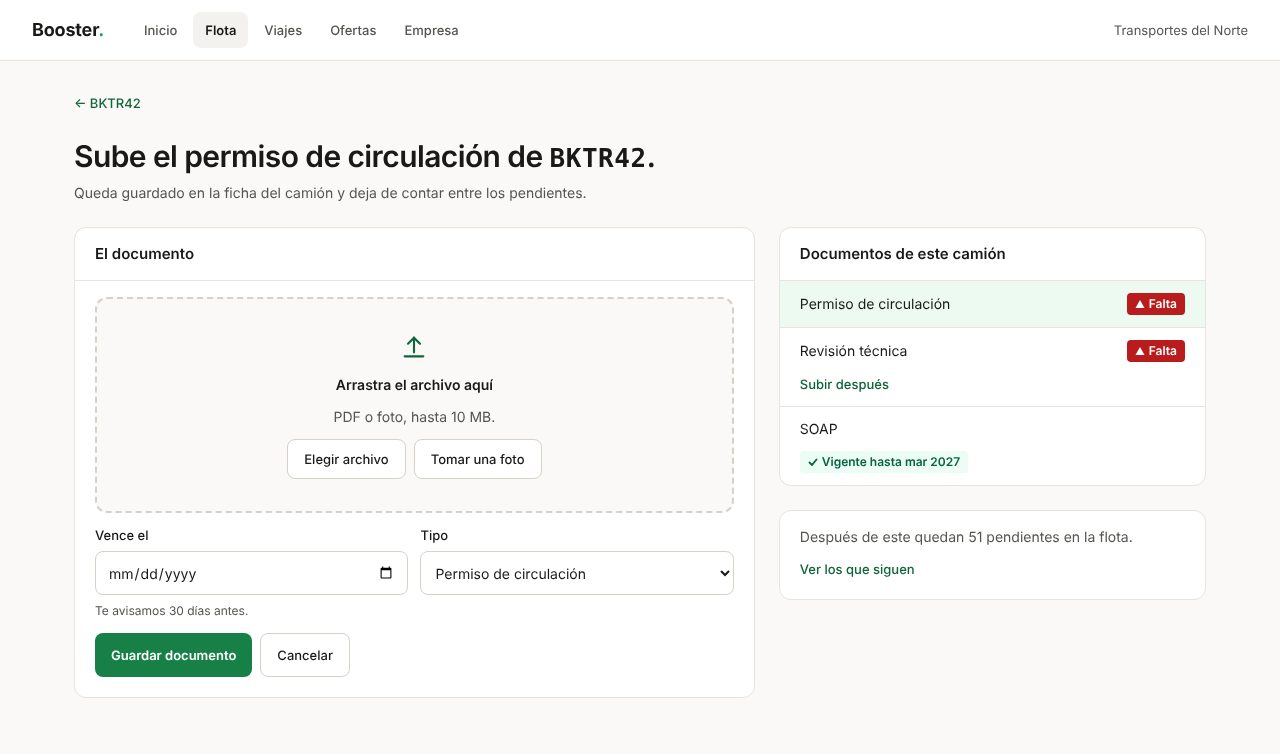 Booster.
Inicio
Flota
Viajes
Ofertas
Empresa
Transportes del Norte
← BKTR42
Sube el permiso de circulación de BKTR42.
Queda guardado en la ficha del camión y deja de contar entre los pendientes.
El documento
Arrastra el archivo aquí
PDF o foto, hasta 10 MB.
Elegir archivo
Tomar una foto
Vence el
mm/dd/yyyy
Te avisamos 30 días antes.
Tipo
Permiso de circulación
Guardar documento
Cancelar
Documentos de este camión
Permiso de circulación
▲ Falta
Revisión técnica
▲ Falta
Subir después
SOAP
✓ Vigente hasta mar 2027
Después de este quedan 51 pendientes en la flota.
Ver los que siguen